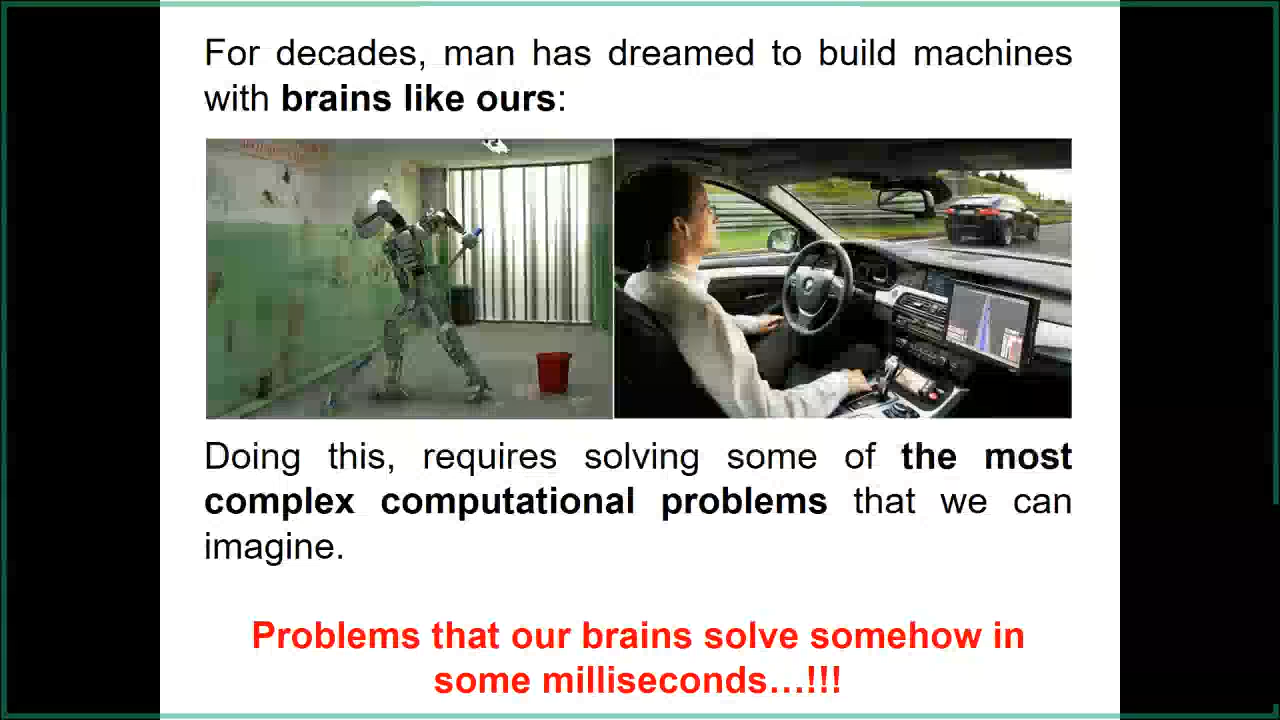 For decades, man has dreamed to build machines
with brains like ours:
Doing this, requires solving some of the most
complex computational problems that we can
imagine.
Problems that our brains solve somehow in
some milliseconds…!!!